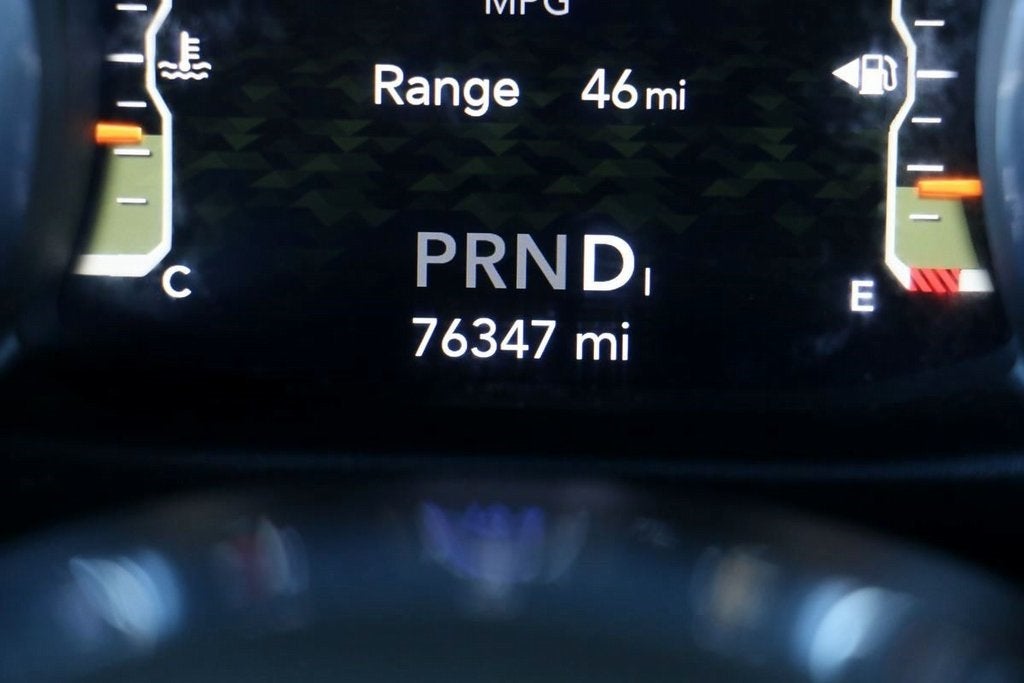 MPG
Range 46 mi
PRND I
76347 mi
C
E